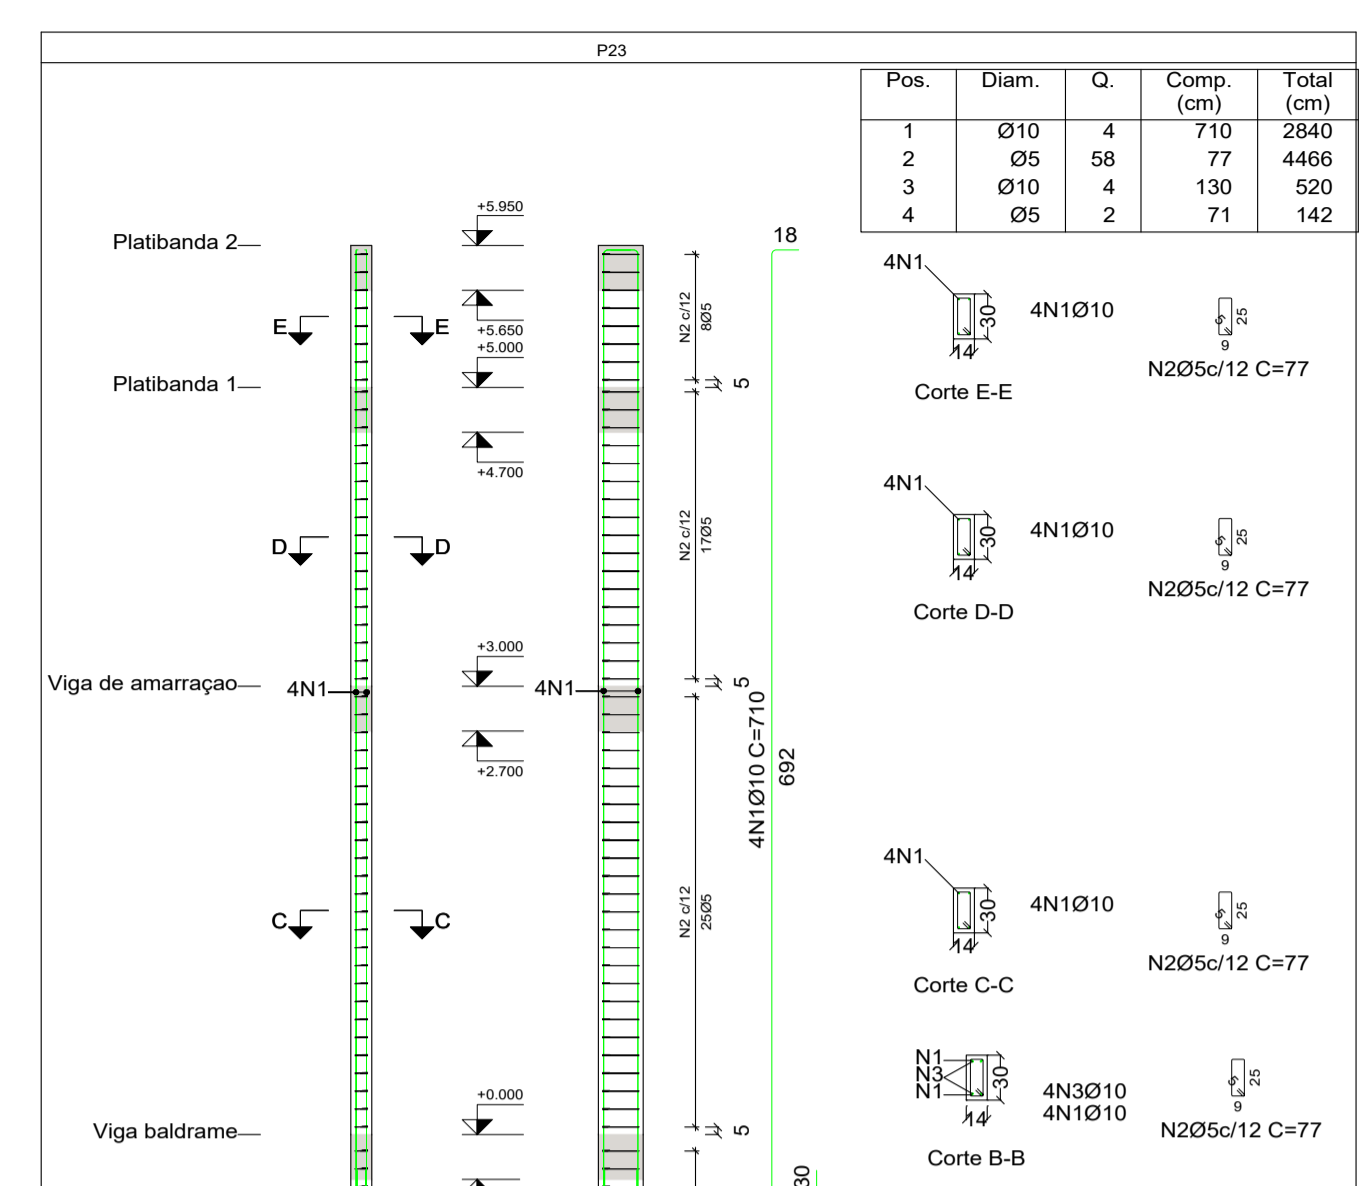 P23
Pos. Diam. Q. Comp. (cm) Total (cm)
1 Ø10 4 710 2840
2 Ø5 58 77 4466
3 Ø10 4 130 520
4 Ø5 2 71 142
Platibanda 2
+5.950
18
N2 c/12
8Ø5
E E
+5.650
+5.000
Platibanda 1
5
4N1
30
14
4N1Ø10
5
25
9
N2Ø5c/12 C=77
Corte E-E
+4.700
N2 c/12
17Ø5
D D
4N1
30
14
4N1Ø10
5
25
9
N2Ø5c/12 C=77
Corte D-D
+3.000
Viga de amarraçao
4N1
4N1
5
+2.700
4N1Ø10 C=710
692
N2 c/12
25Ø5
C C
4N1
30
14
4N1Ø10
5
25
9
N2Ø5c/12 C=77
Corte C-C
+0.000
Viga baldrame
5
30
N1
N3
N1
30
14
4N3Ø10
4N1Ø10
5
25
9
N2Ø5c/12 C=77
Corte B-B